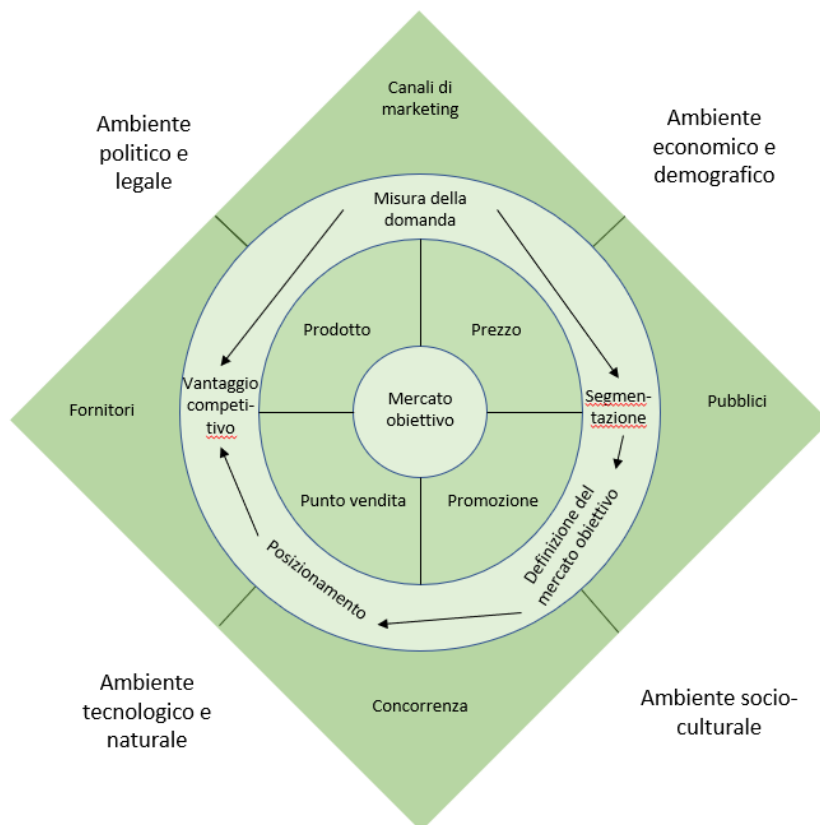 Canali di
marketing
Ambiente
politico e
legale
Ambiente
economico e
demografico
Misura della
domanda
Prodotto
Prezzo
Fornitori
Vantaggio
competi-
tivo
Mercato
obiettivo
Segmen-
tazione
Pubblici
Punto vendita
Promozione
Definizione del
mercato obiettivo
Posizionamento
Ambiente
tecnologico e
naturale
Concorrenza
Ambiente socio-
culturale